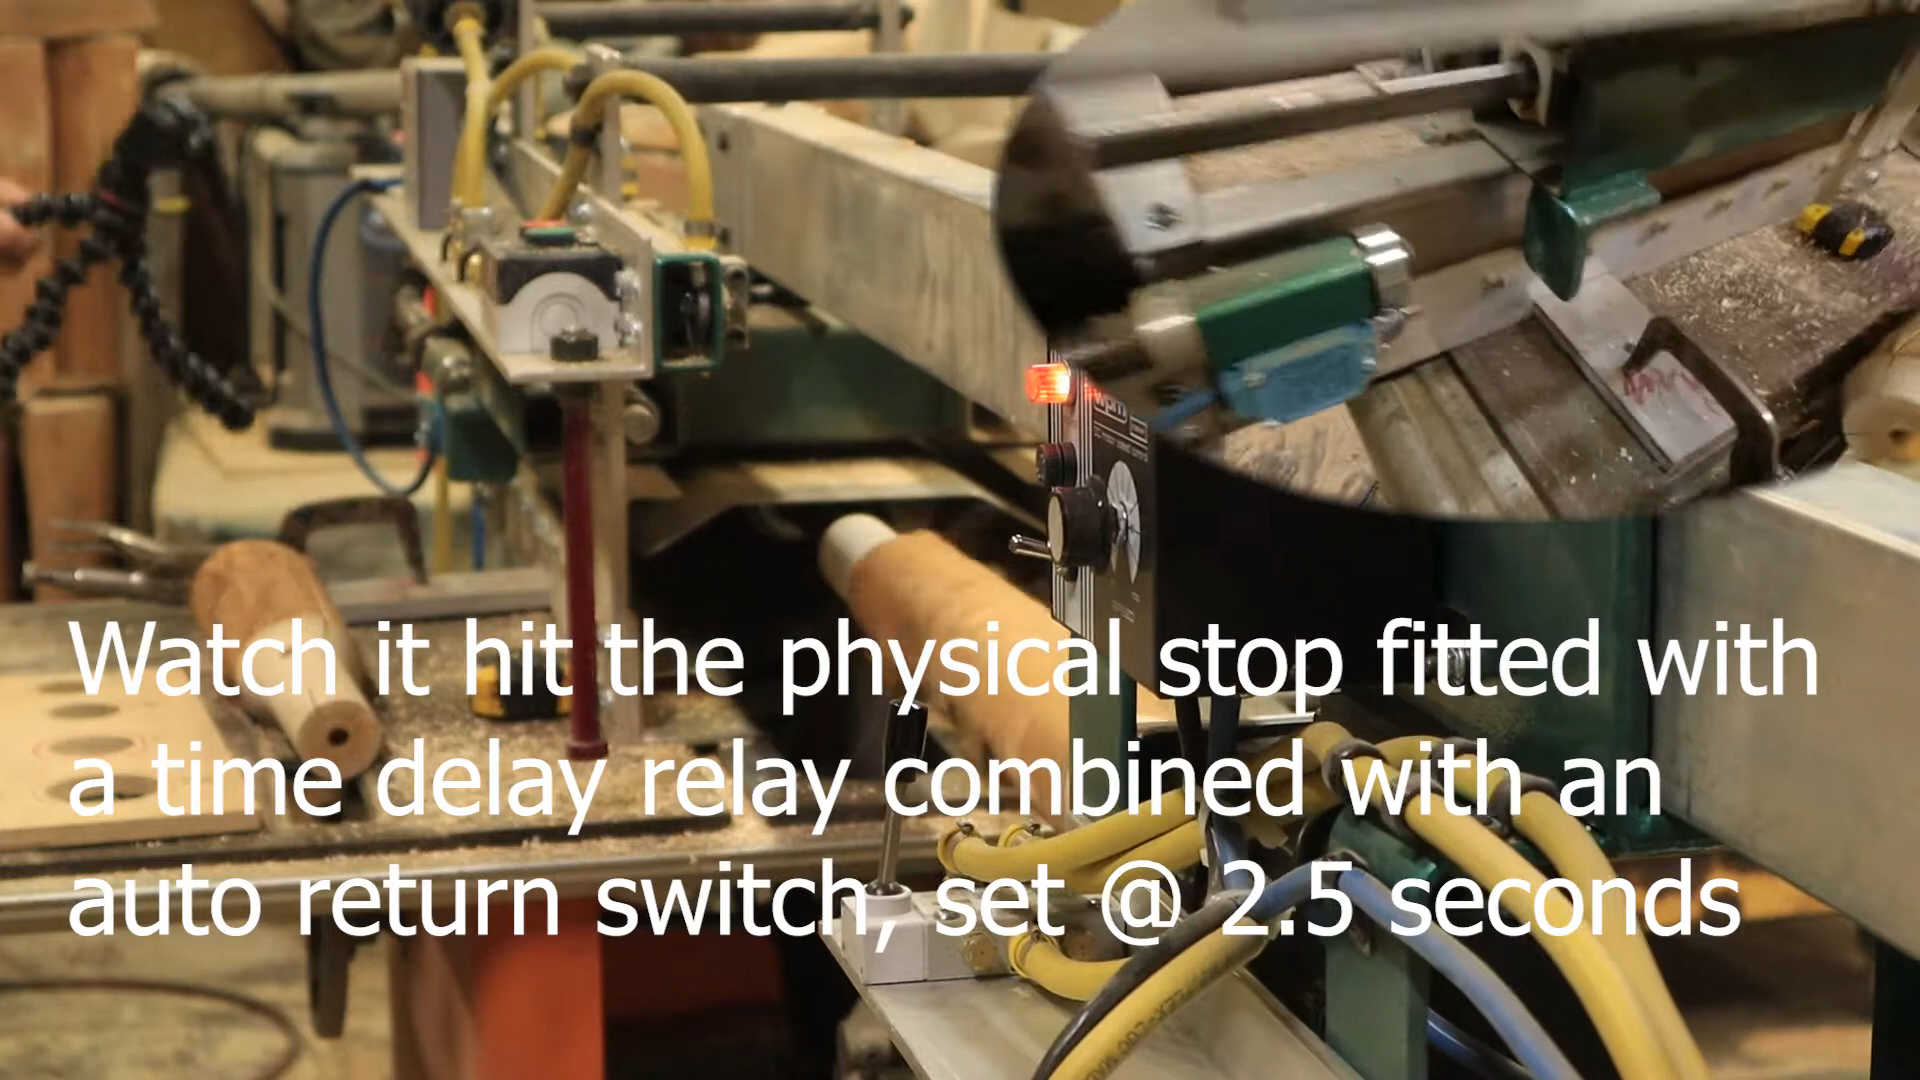 Watch it hit the physical stop fitted with
a time delay relay combined with an
auto return switch, set @ 2.5 seconds